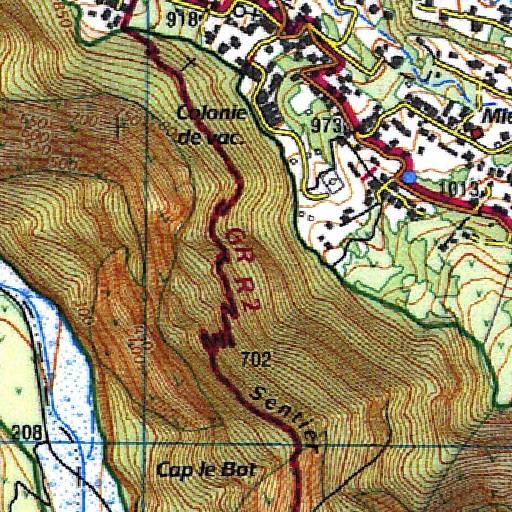 918
Colonie
de vac.
973
1013
GR R2
702
Sentier
208
Cap le Bot